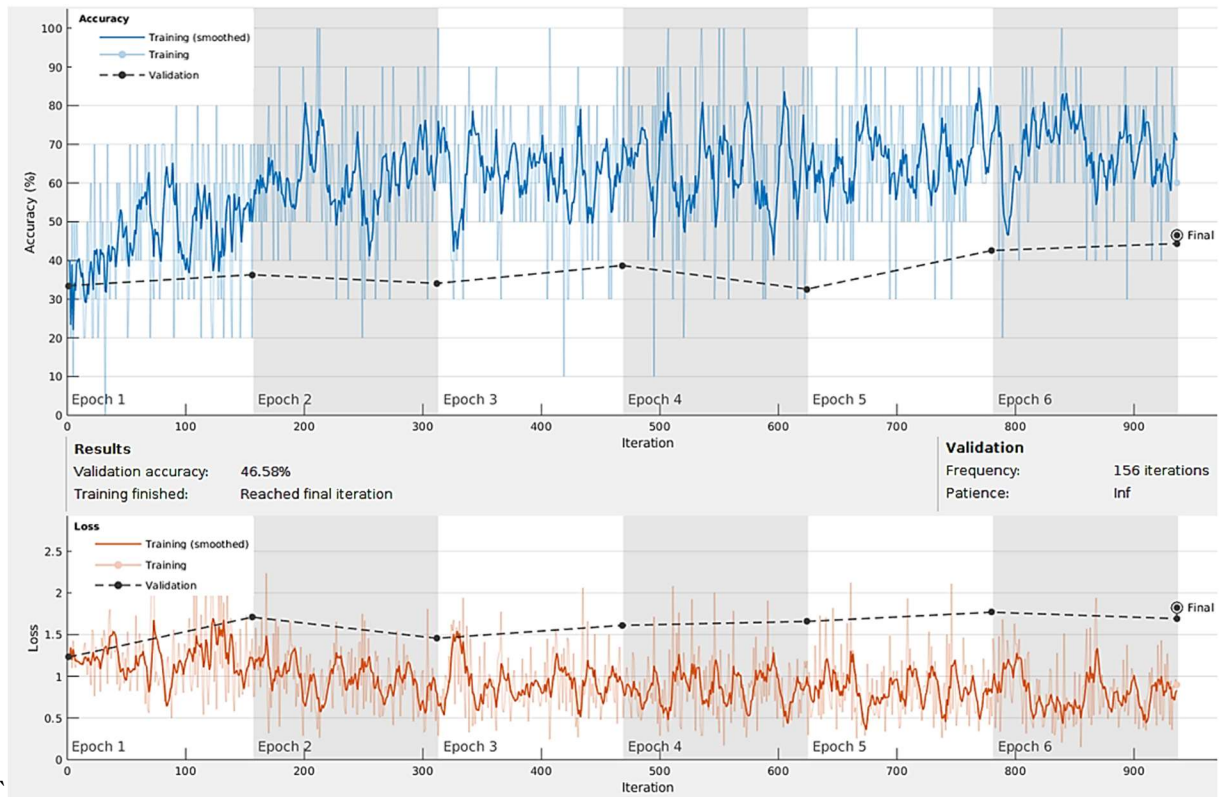 Accuracy
Training (smoothed)
Training
Validation
100
90
80
70
60
50
40
30
20
10
0
Accuracy (%)
Final
Epoch 1 Epoch 2 Epoch 3 Epoch 4 Epoch 5 Epoch 6
0 100 200 300 400 500 600 700 800 900
Iteration
Results
Validation accuracy: 46.58%
Training finished: Reached final iteration
Validation
Frequency: 156 iterations
Patience: Inf
Loss
Training (smoothed)
Training
Validation
2.5
2
1.5
1
0.5
0
Loss
Final
Epoch 1 Epoch 2 Epoch 3 Epoch 4 Epoch 5 Epoch 6
0 100 200 300 400 500 600 700 800 900
Iteration